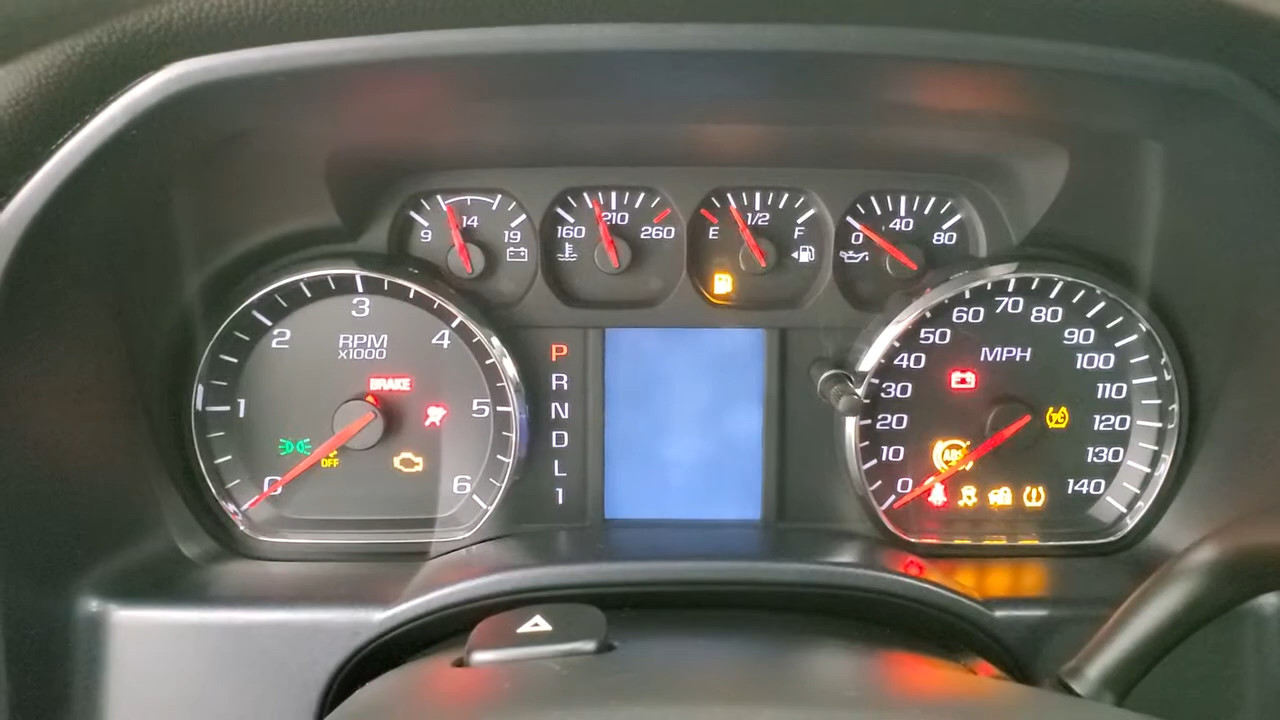 9 14 19
160 210 260
E 1/2 F
0 40 80
0 1 2 3 4 5 6
RPM
x1000
BRAKE
OFF
P
R
N
D
L
1
0 10 20 30 40 50 60 70 80 90 100 110 120 130 140
MPH
ABS